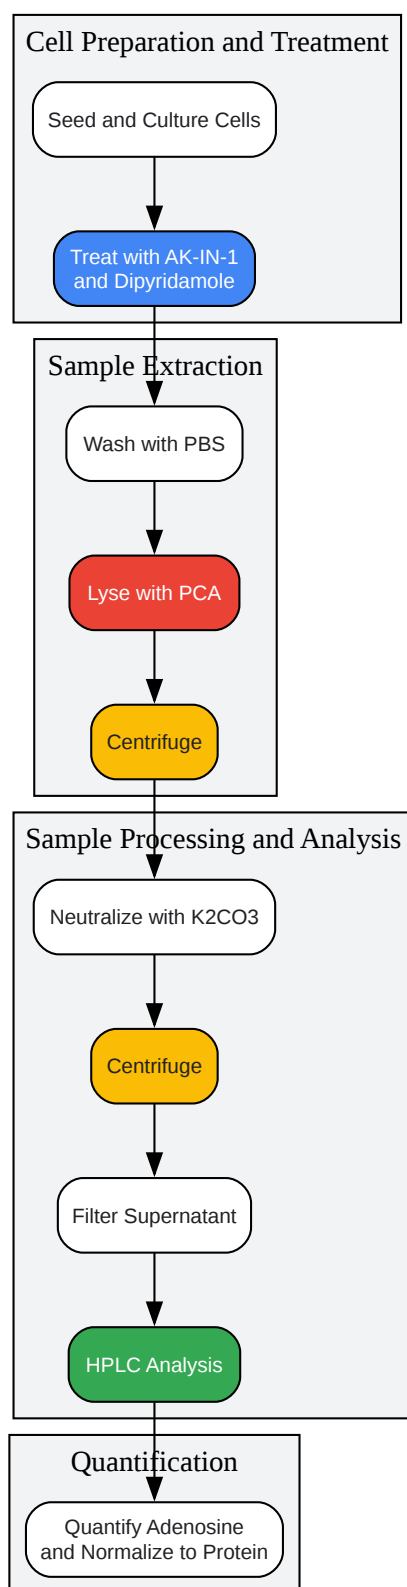 Cell Preparation and Treatment
Seed and Culture Cells
Treat with AK-IN-1
and Dipyridamole
Sample Extraction
Wash with PBS
Lyse with PCA
Centrifuge
Sample Processing and Analysis
Neutralize with K2CO3
Centrifuge
Filter Supernatant
HPLC Analysis
Quantification
Quantify Adenosine
and Normalize to Protein